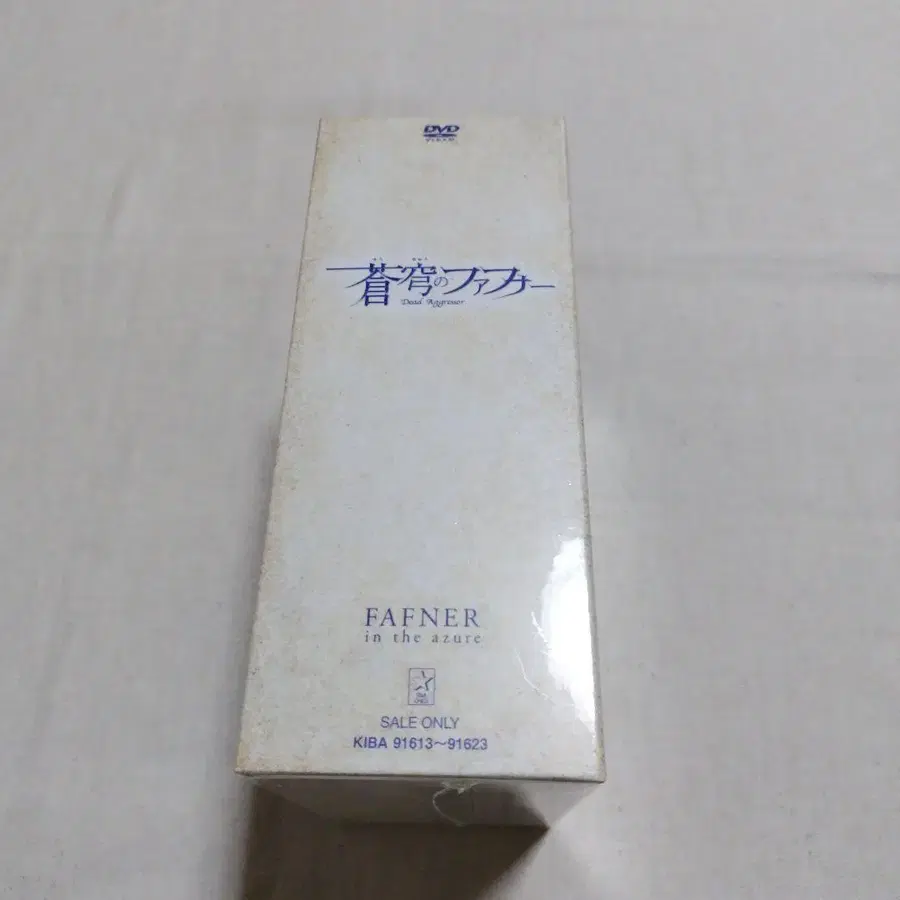 DVD
VIDEO
蒼穹のファフナー
Dead Aggressor
FAFNER
in the azure
SALE ONLY
KIBA 91613〜91623